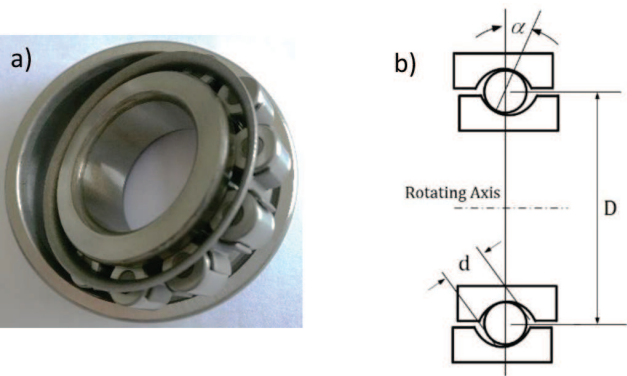 a)
b)
α
Rotating Axis
D
d